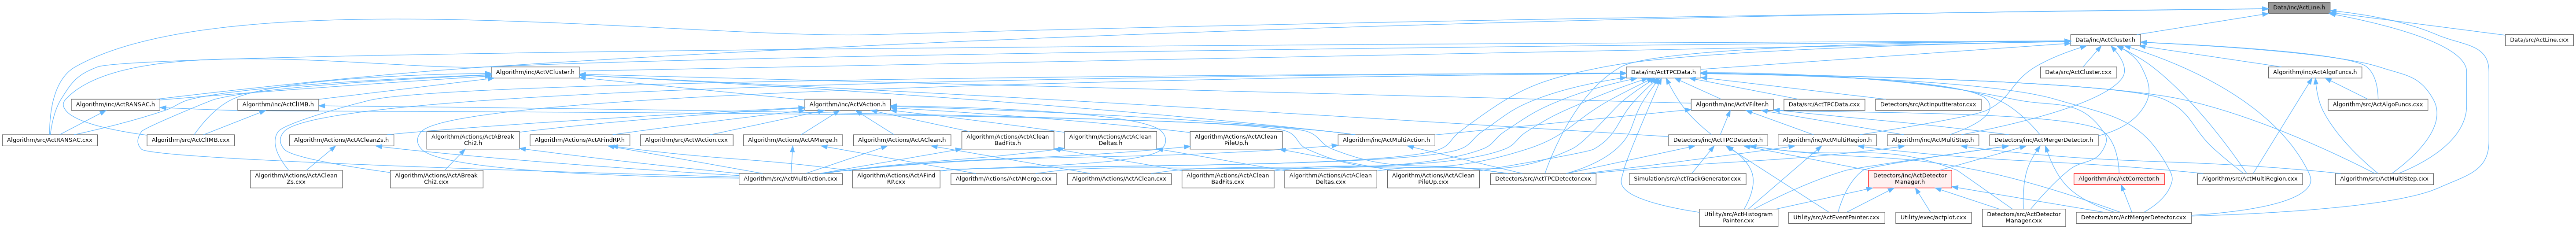 Data/inc/ActLine.h
Data/inc/ActCluster.h
Data/src/ActLine.cxx
Algorithm/inc/ActVCluster.h
Data/inc/ActTPCData.h
Data/src/ActCluster.cxx
Algorithm/inc/ActAlgoFuncs.h
Algorithm/inc/ActRANSAC.h
Algorithm/inc/ActCliMB.h
Algorithm/inc/ActVAction.h
Algorithm/inc/ActVFilter.h
Data/src/ActTPCData.cxx
Detectors/src/ActInputIterator.cxx
Algorithm/src/ActAlgoFuncs.cxx
Algorithm/src/ActRANSAC.cxx
Algorithm/src/ActCliMB.cxx
Algorithm/Actions/ActACleanZs.h
Algorithm/Actions/ActABreak
Chi2.h
Algorithm/Actions/ActAFindRP.h
Algorithm/src/ActVAction.cxx
Algorithm/Actions/ActAMerge.h
Algorithm/Actions/ActAClean.h
Algorithm/Actions/ActAClean
BadFits.h
Algorithm/Actions/ActAClean
Deltas.h
Algorithm/Actions/ActAClean
PileUp.h
Algorithm/inc/ActMultiAction.h
Detectors/inc/ActTPCDetector.h
Algorithm/inc/ActMultiRegion.h
Algorithm/inc/ActMultiStep.h
Detectors/inc/ActMergerDetector.h
Algorithm/Actions/ActAClean
Zs.cxx
Algorithm/Actions/ActABreak
Chi2.cxx
Algorithm/src/ActMultiAction.cxx
Algorithm/Actions/ActAFind
RP.cxx
Algorithm/Actions/ActAMerge.cxx
Algorithm/Actions/ActAClean.cxx
Algorithm/Actions/ActAClean
BadFits.cxx
Algorithm/Actions/ActAClean
Deltas.cxx
Algorithm/Actions/ActAClean
PileUp.cxx
Detectors/src/ActTPCDetector.cxx
Simulation/src/ActTrackGenerator.cxx
Detectors/inc/ActDetector
Manager.h
Algorithm/inc/ActCorrector.h
Algorithm/src/ActMultiRegion.cxx
Algorithm/src/ActMultiStep.cxx
Utility/src/ActHistogram
Painter.cxx
Utility/src/ActEventPainter.cxx
Utility/exec/actplot.cxx
Detectors/src/ActDetector
Manager.cxx
Detectors/src/ActMergerDetector.cxx